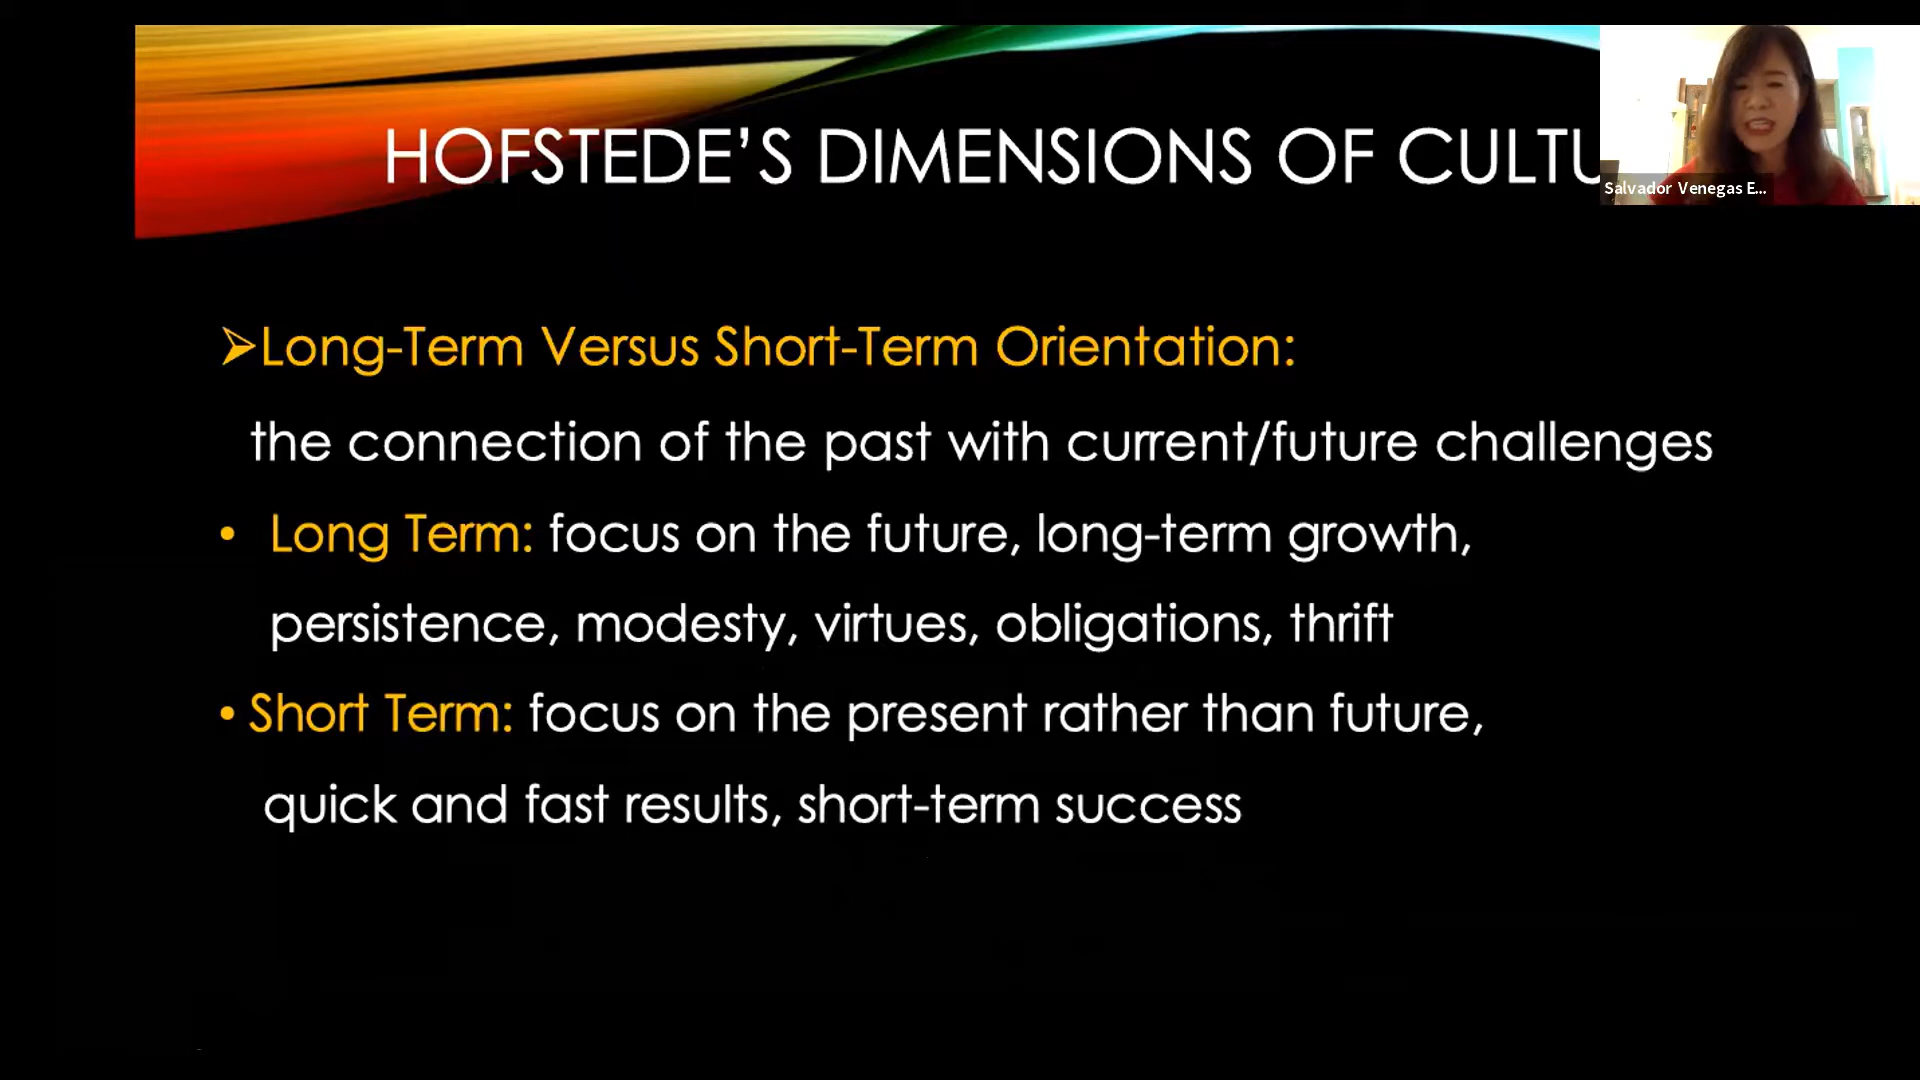 HOFSTEDE’S DIMENSIONS OF CULTU
Salvador Venegas E...
➢Long-Term Versus Short-Term Orientation:
the connection of the past with current/future challenges
• Long Term: focus on the future, long-term growth,
persistence, modesty, virtues, obligations, thrift
• Short Term: focus on the present rather than future,
quick and fast results, short-term success